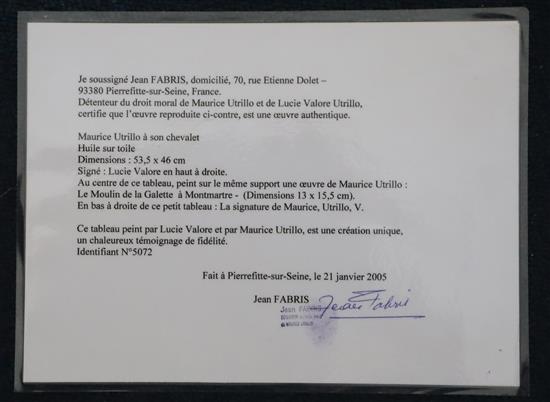 Je soussigné Jean FABRIS, domicilié, 70, rue Etienne Dolet –
93380 Pierrefitte-sur-Seine, France.
Détenteur du droit moral de Maurice Utrillo et de Lucie Valore Utrillo,
certifie que l'œuvre reproduite ci-contre, est une œuvre authentique.
Maurice Utrillo à son chevalet
Huile sur toile
Dimensions : 53,5 x 46 cm
Signé : Lucie Valore en haut à droite.
Au centre de ce tableau, peint sur le même support une œuvre de Maurice Utrillo :
Le Moulin de la Galette à Montmartre - (Dimensions 13 x 15,5 cm).
En bas à droite de ce petit tableau : La signature de Maurice, Utrillo, V.
Ce tableau peint par Lucie Valore et par Maurice Utrillo, est une création unique,
un chaleureux témoignage de fidélité.
Identifiant N°5072
Fait à Pierrefitte-sur-Seine, le 21 janvier 2005
Jean FABRIS
Jean Fabris
Jean FABRIS